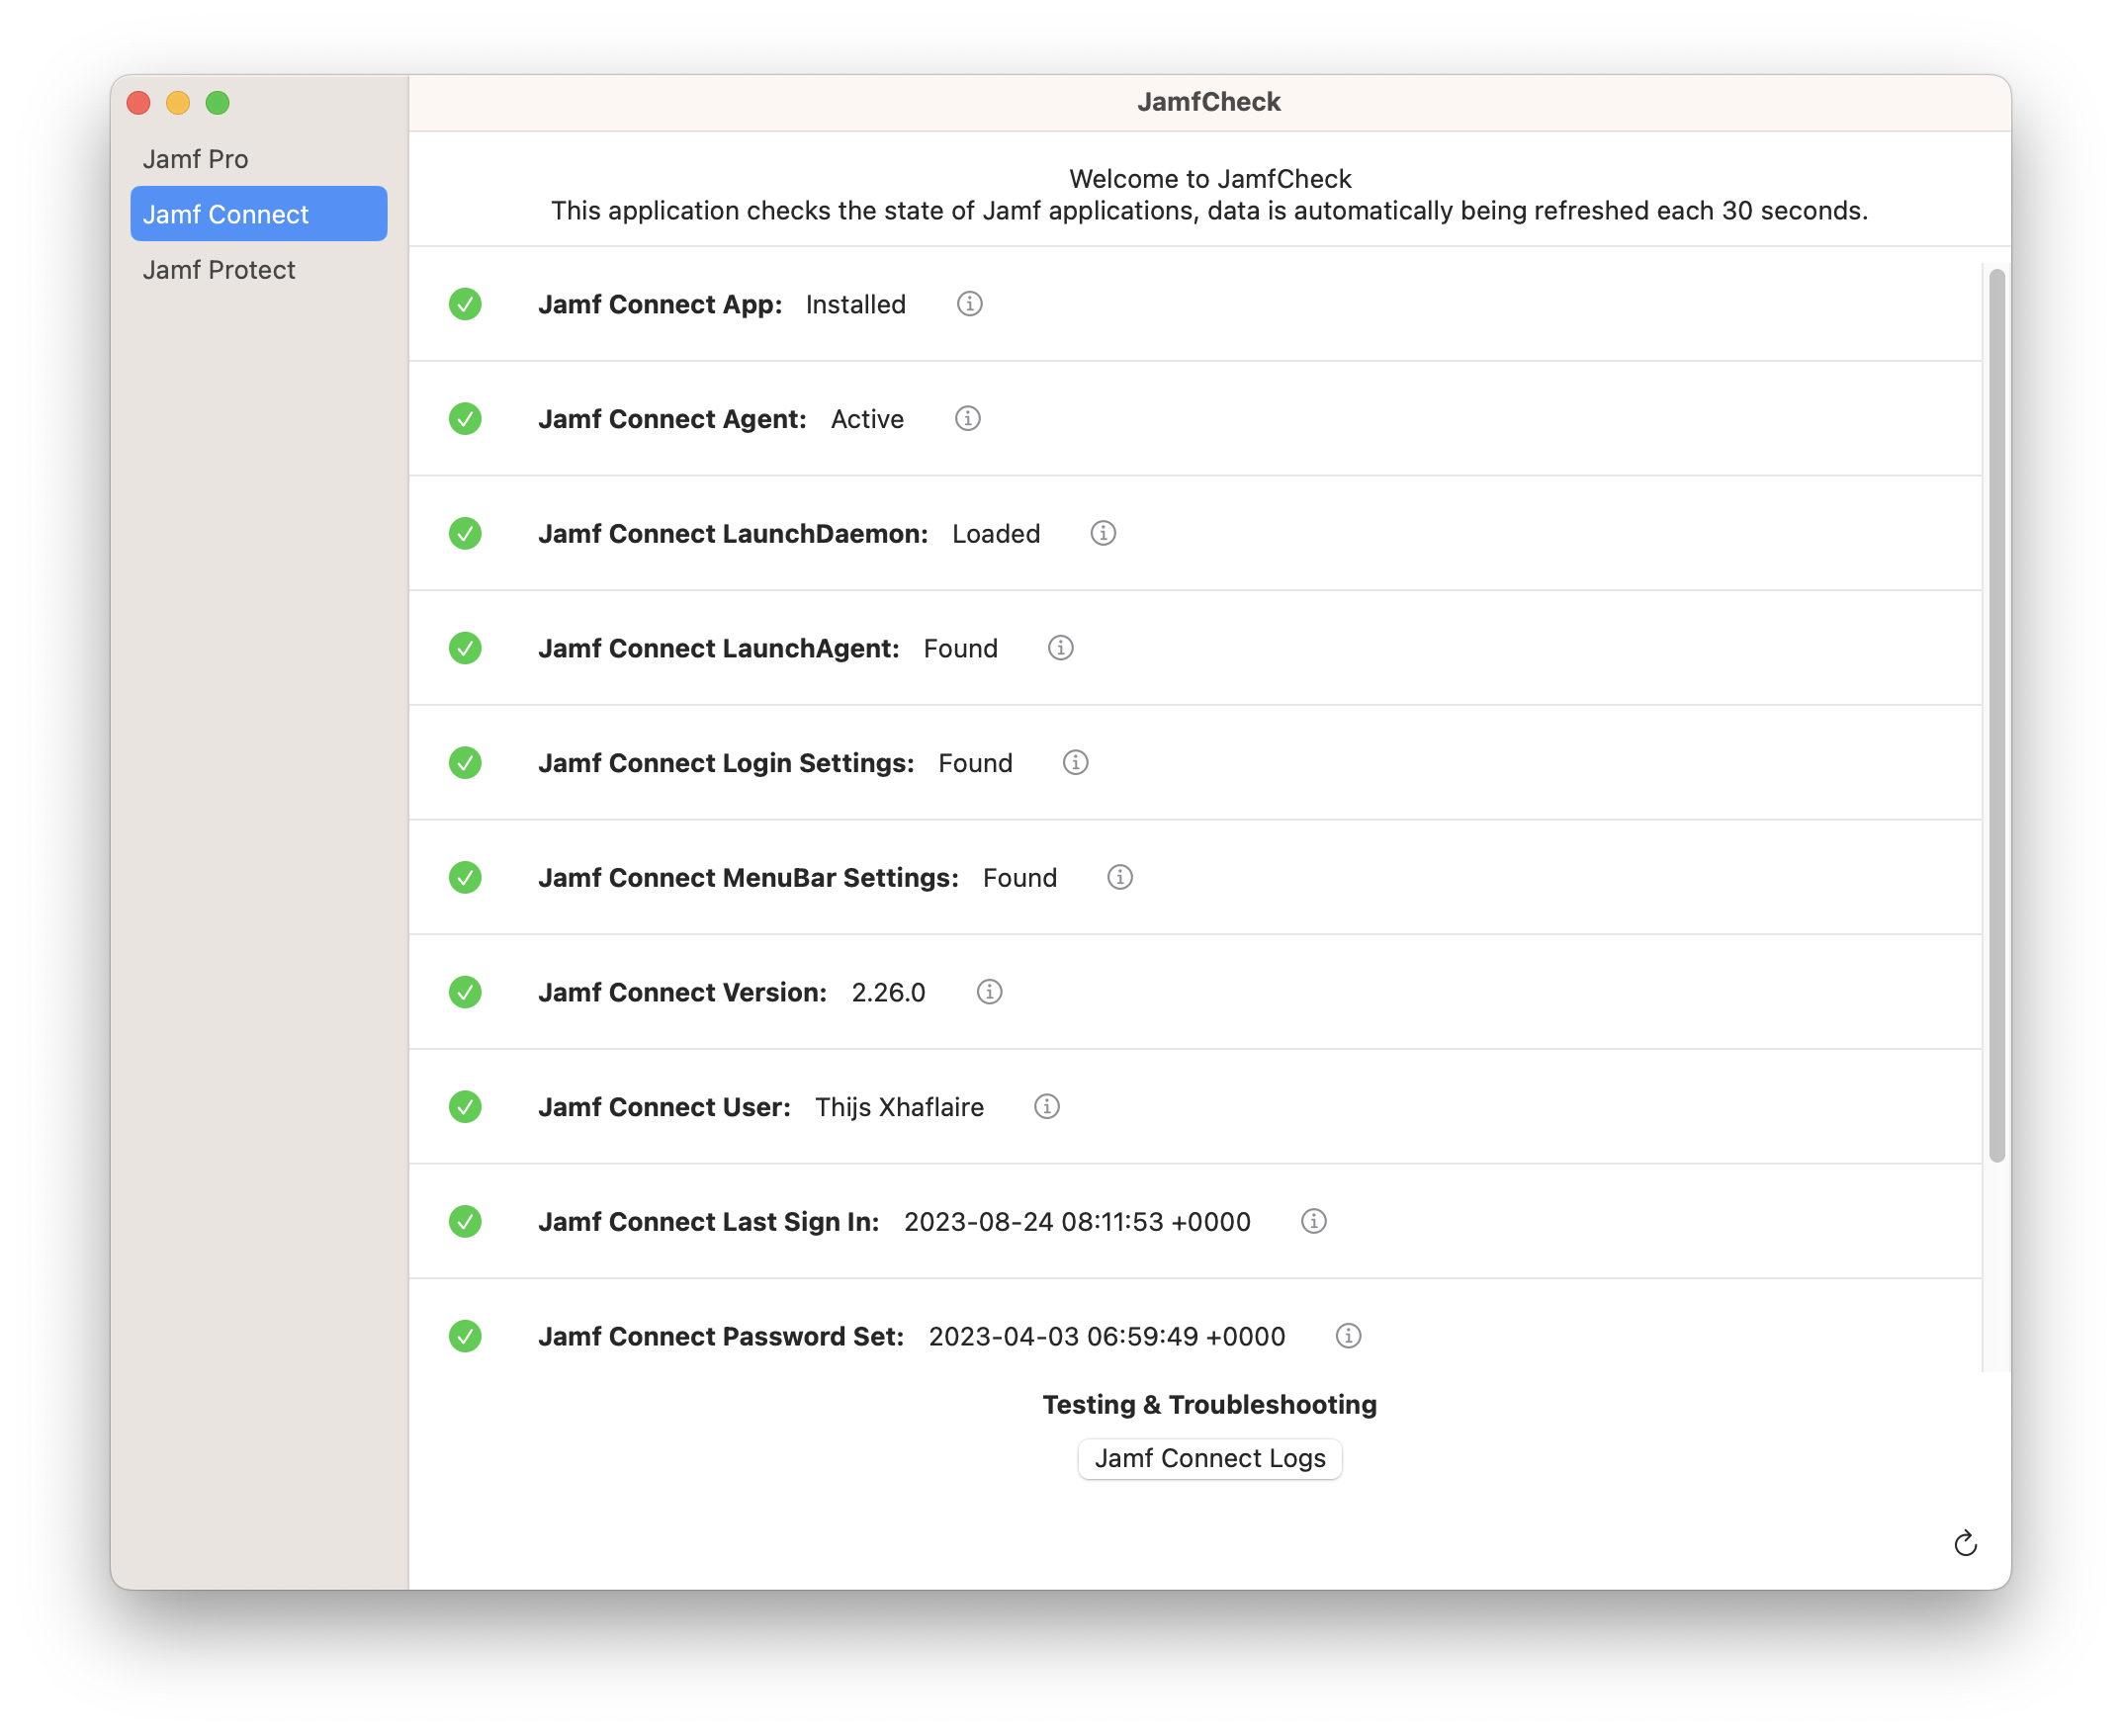 JamfCheck
Jamf Pro
Jamf Connect
Jamf Protect
Welcome to JamfCheck
This application checks the state of Jamf applications, data is automatically being refreshed each 30 seconds.
Jamf Connect App: Installed
Jamf Connect Agent: Active
Jamf Connect LaunchDaemon: Loaded
Jamf Connect LaunchAgent: Found
Jamf Connect Login Settings: Found
Jamf Connect MenuBar Settings: Found
Jamf Connect Version: 2.26.0
Jamf Connect User: Thijs Xhaflaire
Jamf Connect Last Sign In: 2023-08-24 08:11:53 +0000
Jamf Connect Password Set: 2023-04-03 06:59:49 +0000
Testing & Troubleshooting
Jamf Connect Logs